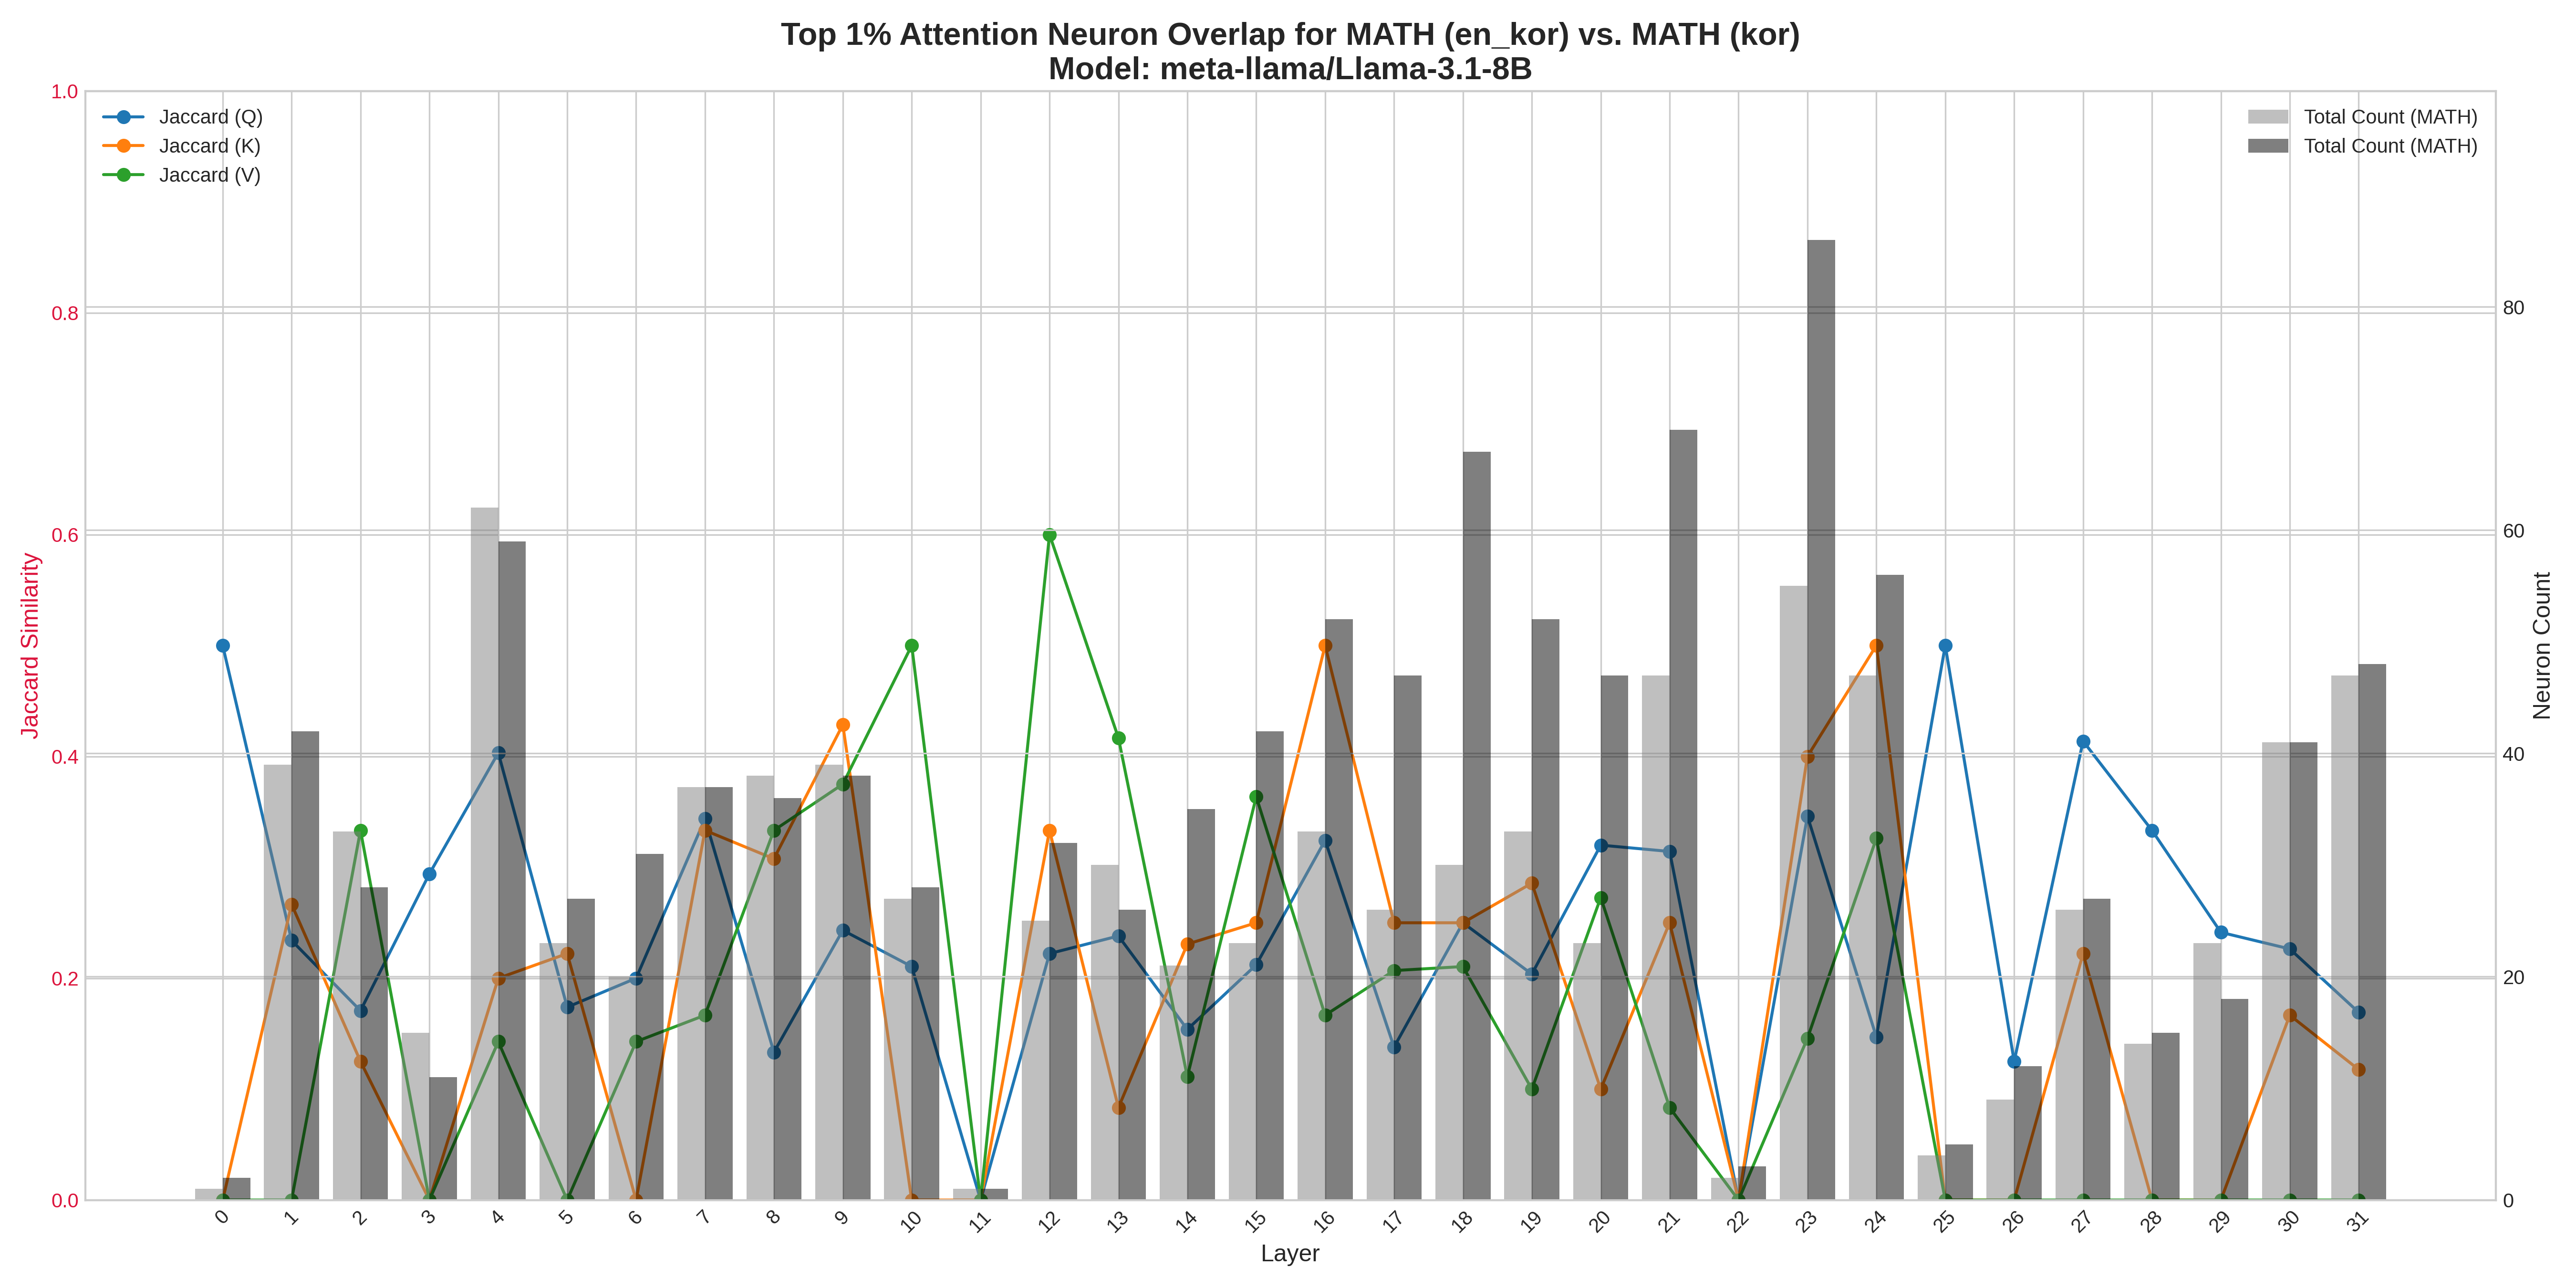 Top 1% Attention Neuron Overlap for MATH (en_kor) vs. MATH (kor)
Model: meta-llama/Llama-3.1-8B
Jaccard (Q)
Jaccard (K)
Jaccard (V)
Total Count (MATH)
Total Count (MATH)
1.0
0.8
0.6
0.4
0.2
0.0
Jaccard Similarity
80
60
40
20
0
Neuron Count
0 1 2 3 4 5 6 7 8 9 10 11 12 13 14 15 16 17 18 19 20 21 22 23 24 25 26 27 28 29 30 31
Layer